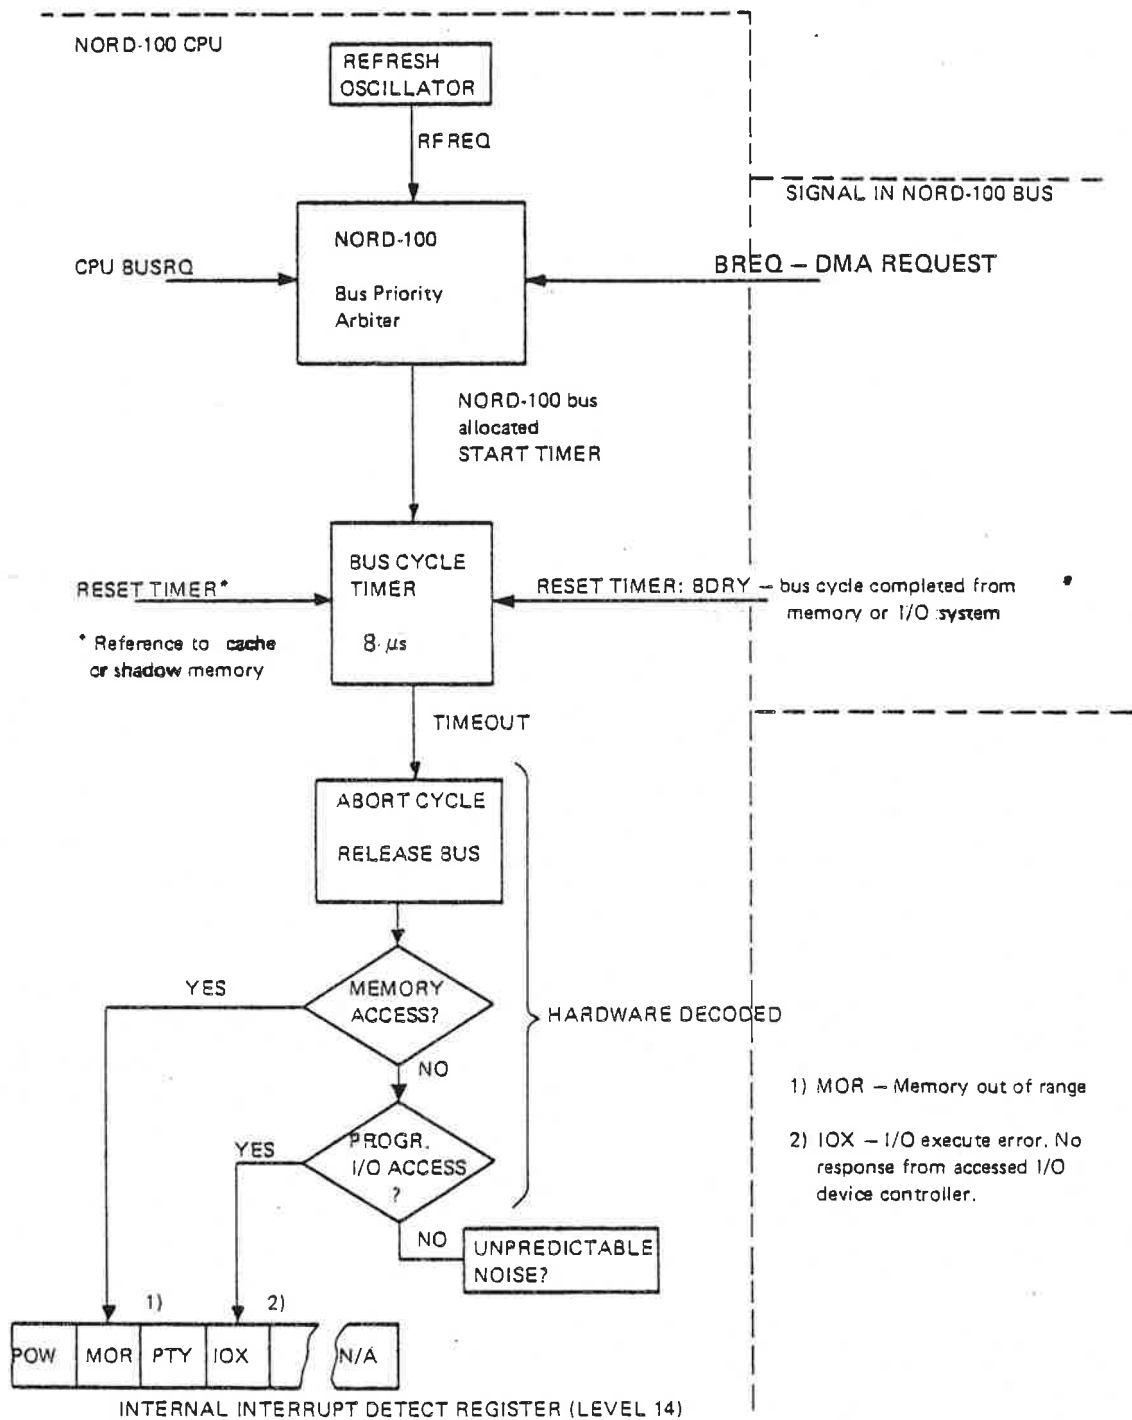 NORD-100 CPU
REFRESH
OSCILLATOR
RFREQ
SIGNAL IN NORD-100 BUS
NORD-100
Bus Priority
Arbiter
CPU BUSRQ
BREQ – DMA REQUEST
NORD-100 bus
allocated
START TIMER
BUS CYCLE
TIMER
8 µs
RESET TIMER*
* Reference to cache
or shadow memory
RESET TIMER: BDRY – bus cycle completed from
memory or I/O system
TIMEOUT
ABORT CYCLE
RELEASE BUS
MEMORY
ACCESS?
YES
NO
HARDWARE DECODED
PROGR.
I/O ACCESS
?
YES
NO
UNPREDICTABLE
NOISE?
1) MOR – Memory out of range
2) IOX – I/O execute error. No
response from accessed I/O
device controller.
1) 2)
POW MOR PTY IOX N/A
INTERNAL INTERRUPT DETECT REGISTER (LEVEL 14)